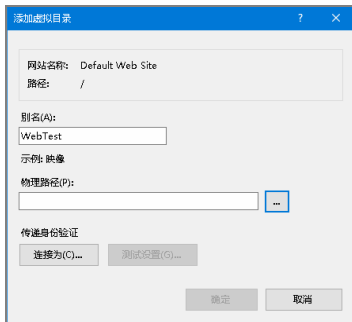 添加虚拟目录
网站名称: Default Web Site
路径: /
别名(A):
WebTest
示例: 映像
物理路径(P):
...
传递身份验证
连接为(C)... 测试设置(G)...
确定 取消